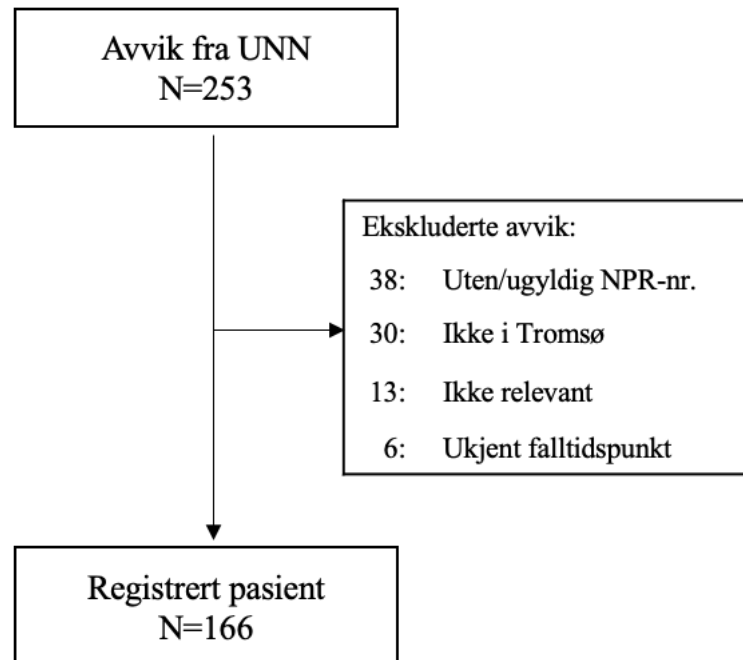 Avvik fra UNN
N=253
Ekskluderte avvik:
38: Uten/ugyldig NPR-nr.
30: Ikke i Tromsø
13: Ikke relevant
6: Ukjent falltidspunkt
Registrert pasient
N=166